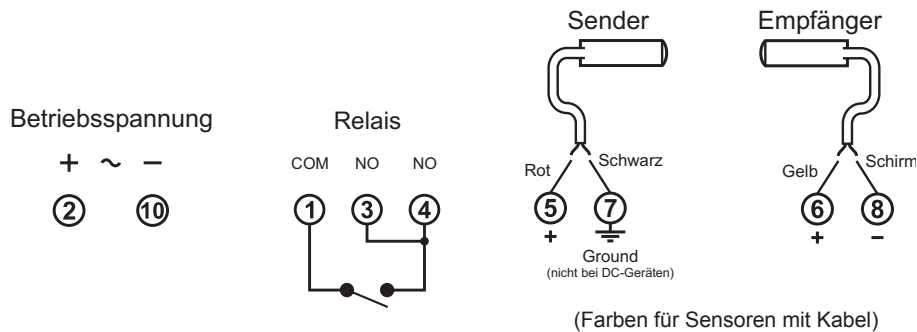 Sender
Empfänger
Betriebsspannung
+ ~ −
2 10
Relais
COM NO NO
1 3 4
Rot Schwarz
5 7
+
Ground
(nicht bei DC-Geräten)
Gelb Schirm
6 8
+ −
(Farben für Sensoren mit Kabel)